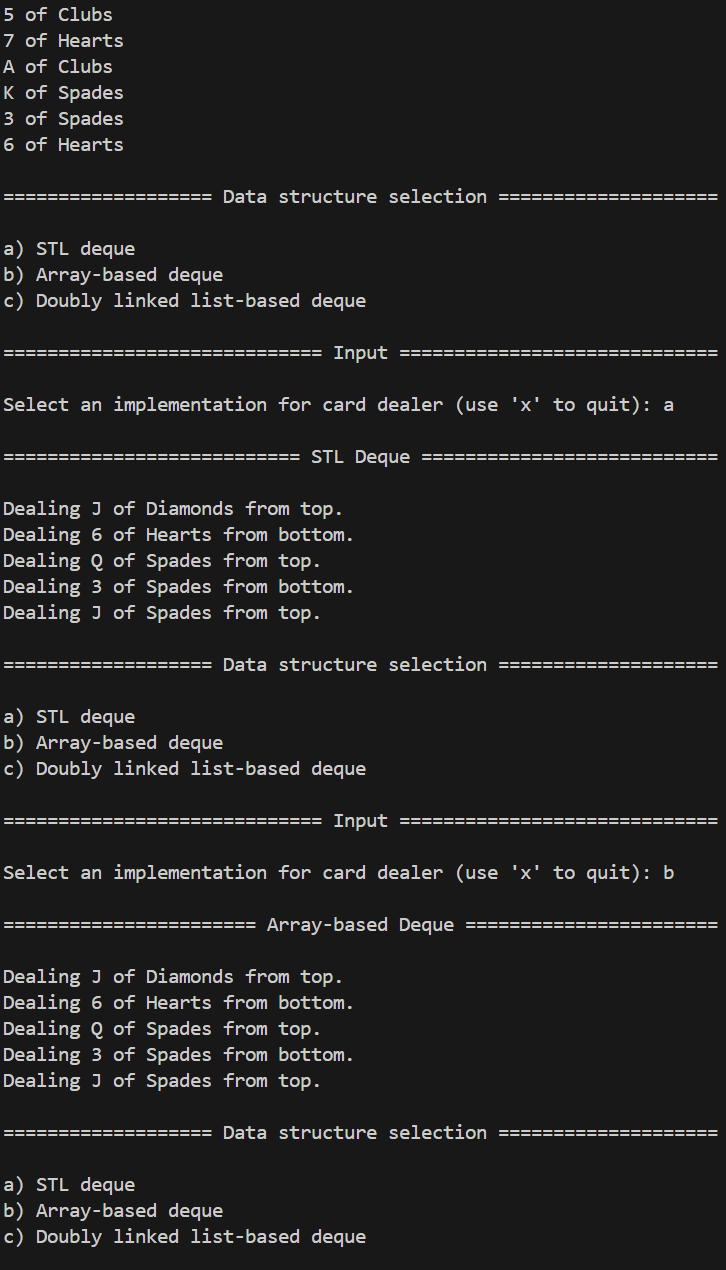 5 of Clubs
7 of Hearts
A of Clubs
K of Spades
3 of Spades
6 of Hearts
=================== Data structure selection ====================
a) STL deque
b) Array-based deque
c) Doubly linked list-based deque
============================= Input =============================
Select an implementation for card dealer (use 'x' to quit): a
=========================== STL Deque ===========================
Dealing J of Diamonds from top.
Dealing 6 of Hearts from bottom.
Dealing Q of Spades from top.
Dealing 3 of Spades from bottom.
Dealing J of Spades from top.
=================== Data structure selection ====================
a) STL deque
b) Array-based deque
c) Doubly linked list-based deque
============================= Input =============================
Select an implementation for card dealer (use 'x' to quit): b
======================= Array-based Deque =======================
Dealing J of Diamonds from top.
Dealing 6 of Hearts from bottom.
Dealing Q of Spades from top.
Dealing 3 of Spades from bottom.
Dealing J of Spades from top.
=================== Data structure selection ====================
a) STL deque
b) Array-based deque
c) Doubly linked list-based deque